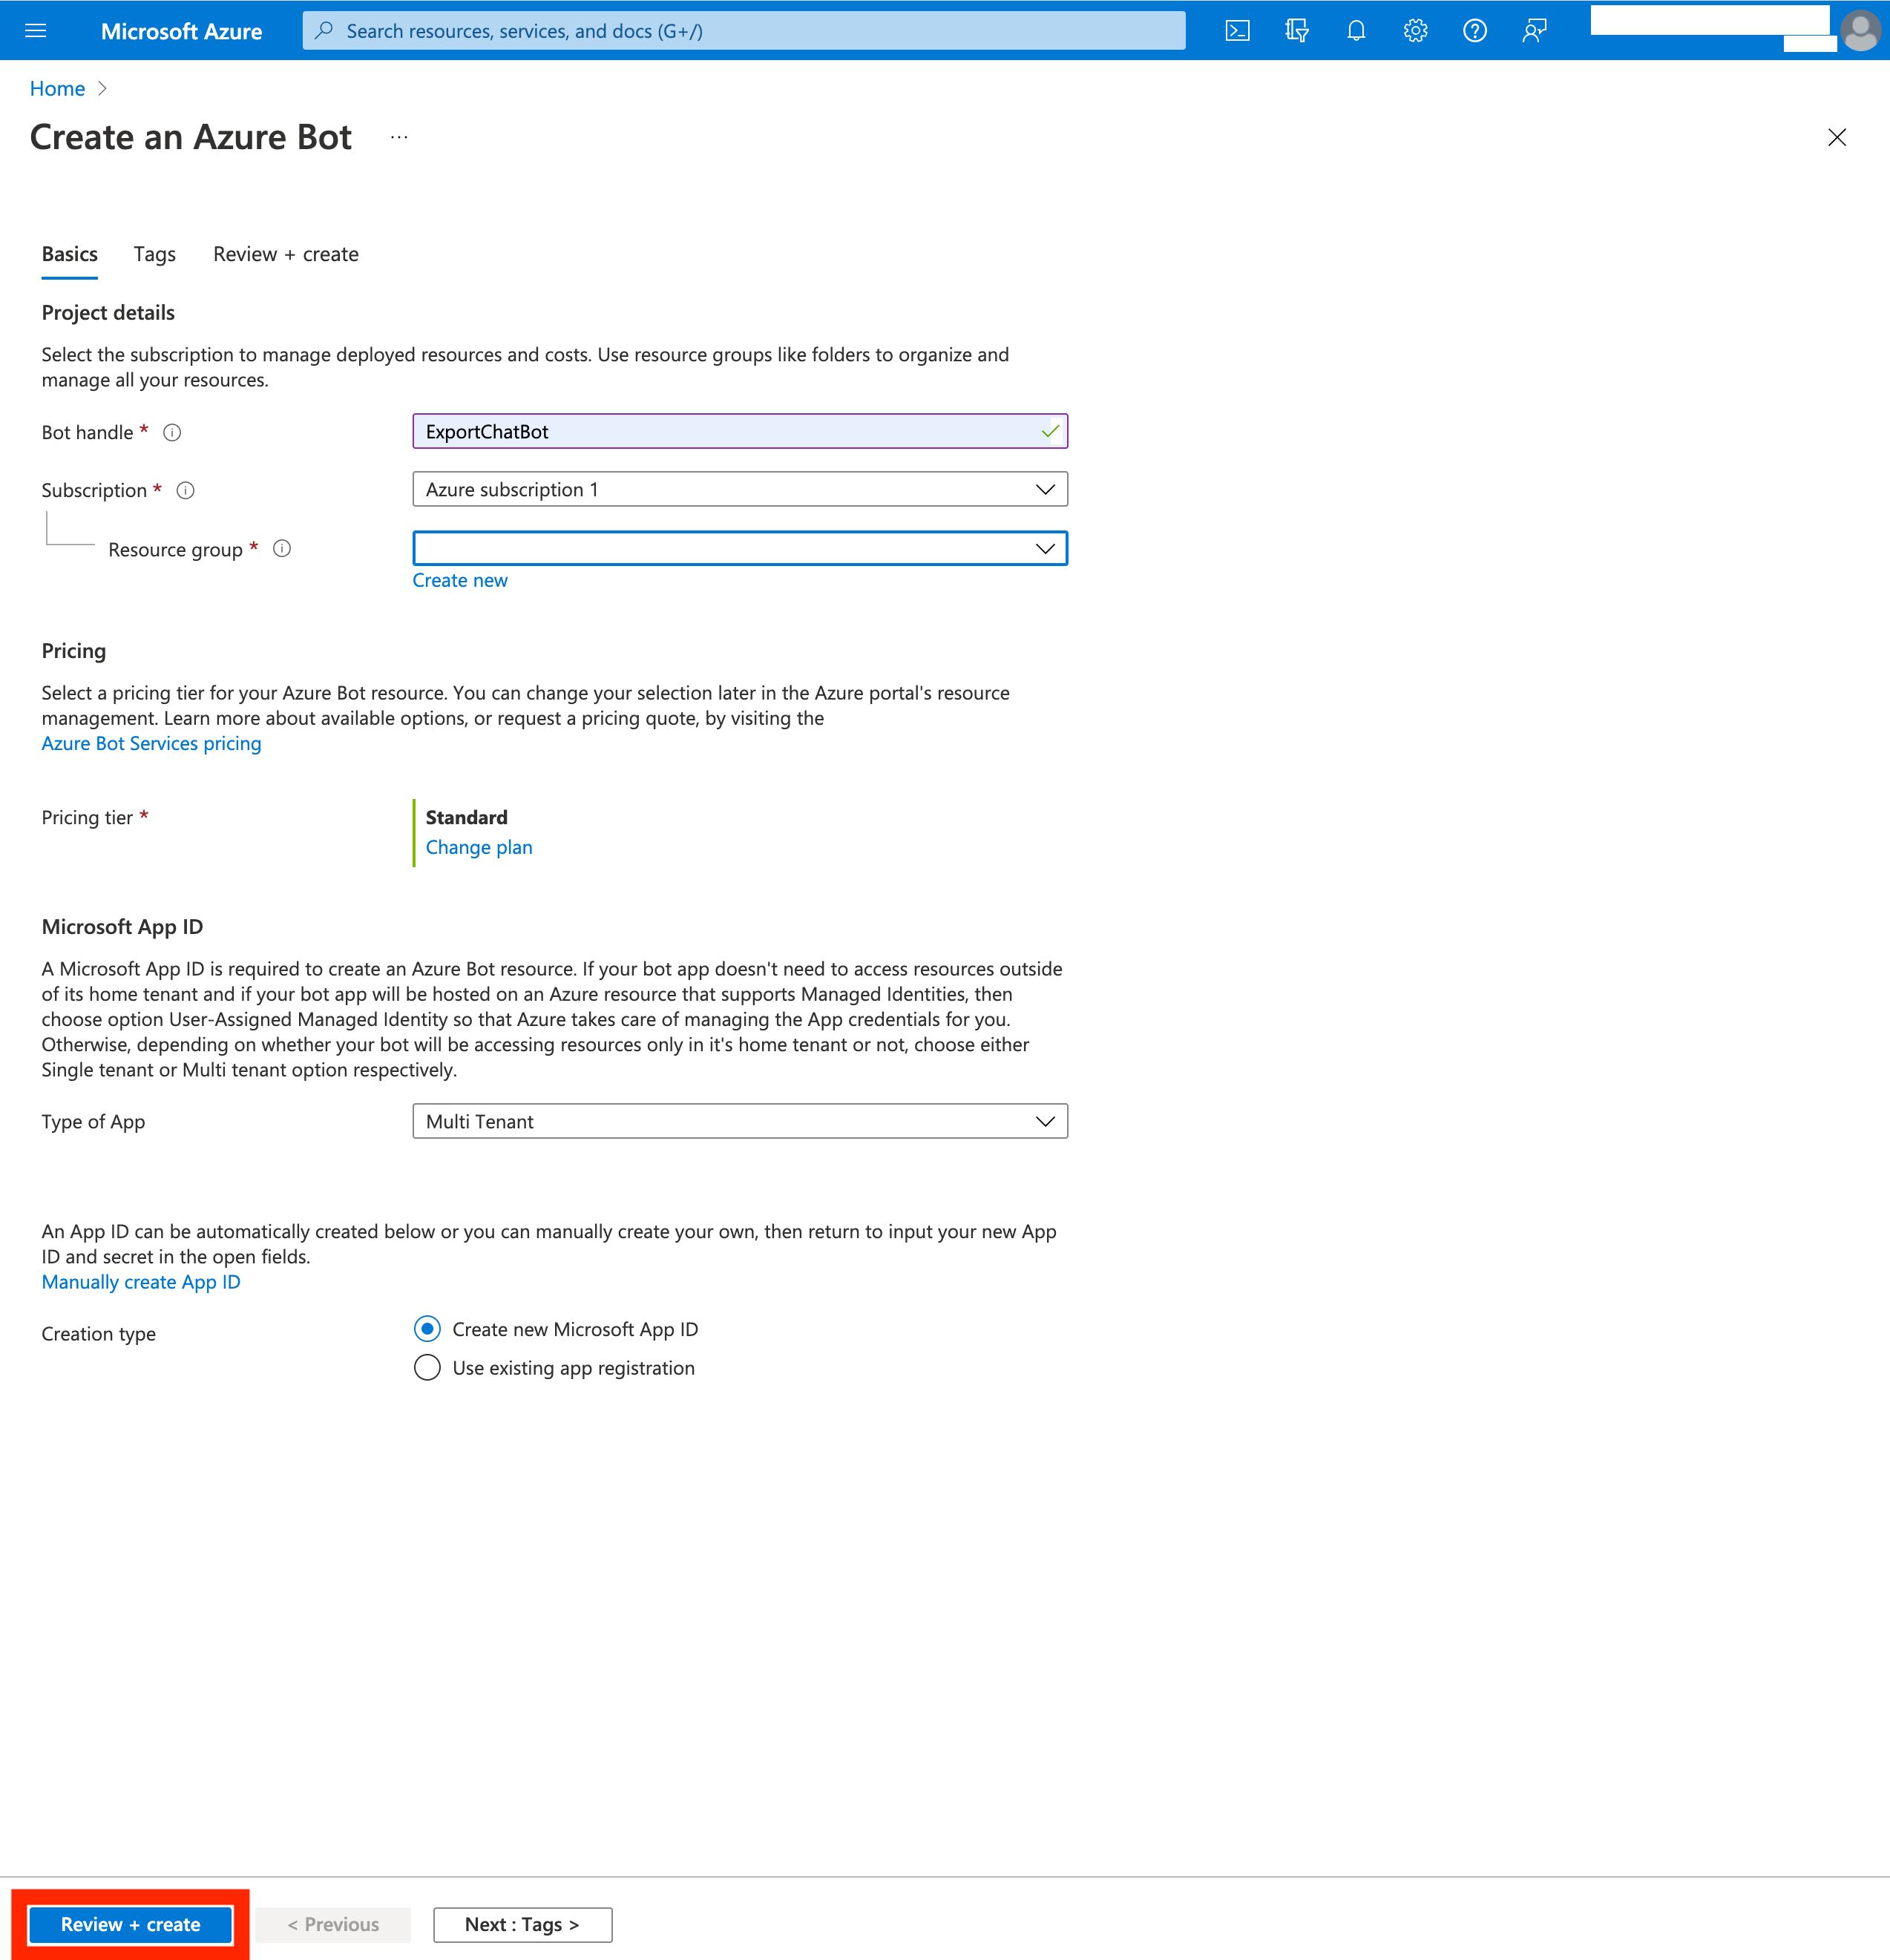 Microsoft Azure
Search resources, services, and docs (G+/)
Home
Create an Azure Bot
...
Basics
Tags
Review + create
Project details
Select the subscription to manage deployed resources and costs. Use resource groups like folders to organize and
manage all your resources.
Bot handle *
ExportChatBot
Subscription *
Azure subscription 1
Resource group *
Create new
Pricing
Select a pricing tier for your Azure Bot resource. You can change your selection later in the Azure portal's resource
management. Learn more about available options, or request a pricing quote, by visiting the
Azure Bot Services pricing
Pricing tier *
Standard
Change plan
Microsoft App ID
A Microsoft App ID is required to create an Azure Bot resource. If your bot app doesn't need to access resources outside
of its home tenant and if your bot app will be hosted on an Azure resource that supports Managed Identities, then
choose option User-Assigned Managed Identity so that Azure takes care of managing the App credentials for you.
Otherwise, depending on whether your bot will be accessing resources only in it's home tenant or not, choose either
Single tenant or Multi tenant option respectively.
Type of App
Multi Tenant
An App ID can be automatically created below or you can manually create your own, then return to input your new App
ID and secret in the open fields.
Manually create App ID
Creation type
Create new Microsoft App ID
Use existing app registration
Review + create
< Previous
Next : Tags >